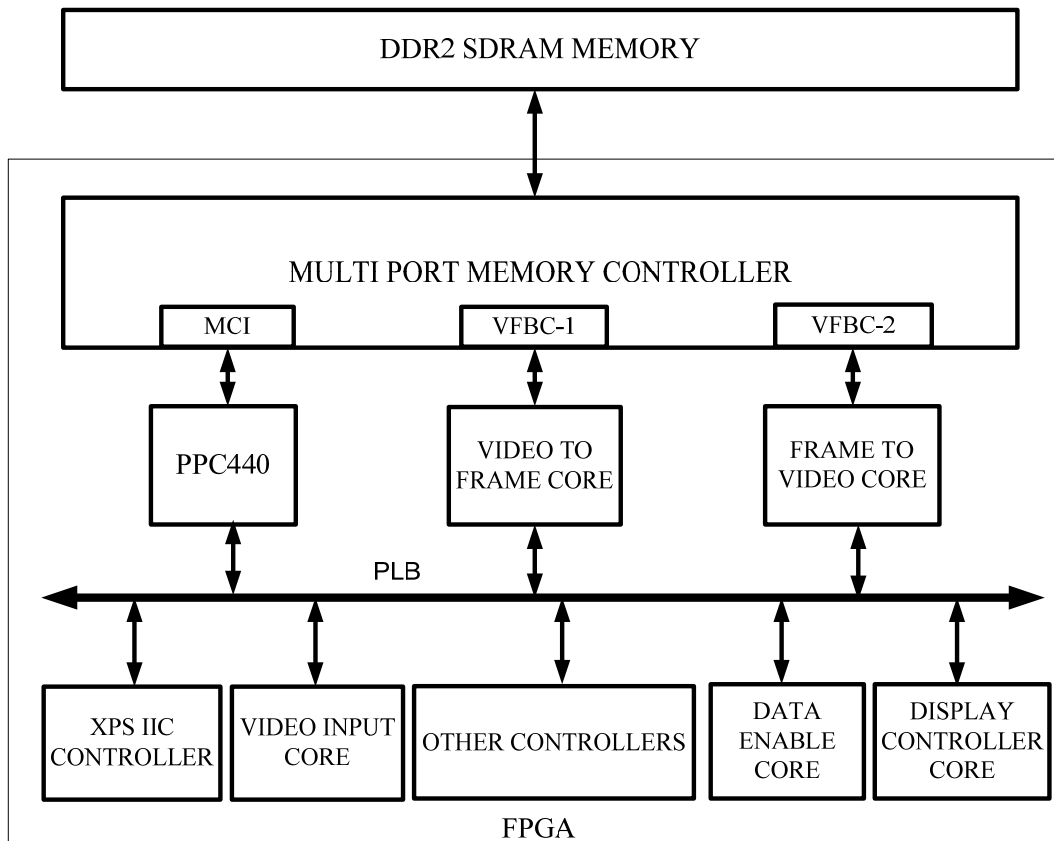 DDR2 SDRAM MEMORY
MULTI PORT MEMORY CONTROLLER
MCI
VFBC-1
VFBC-2
PPC440
VIDEO TO
FRAME CORE
FRAME TO
VIDEO CORE
PLB
XPS IIC
CONTROLLER
VIDEO INPUT
CORE
OTHER CONTROLLERS
DATA
ENABLE
CORE
DISPLAY
CONTROLLER
CORE
FPGA